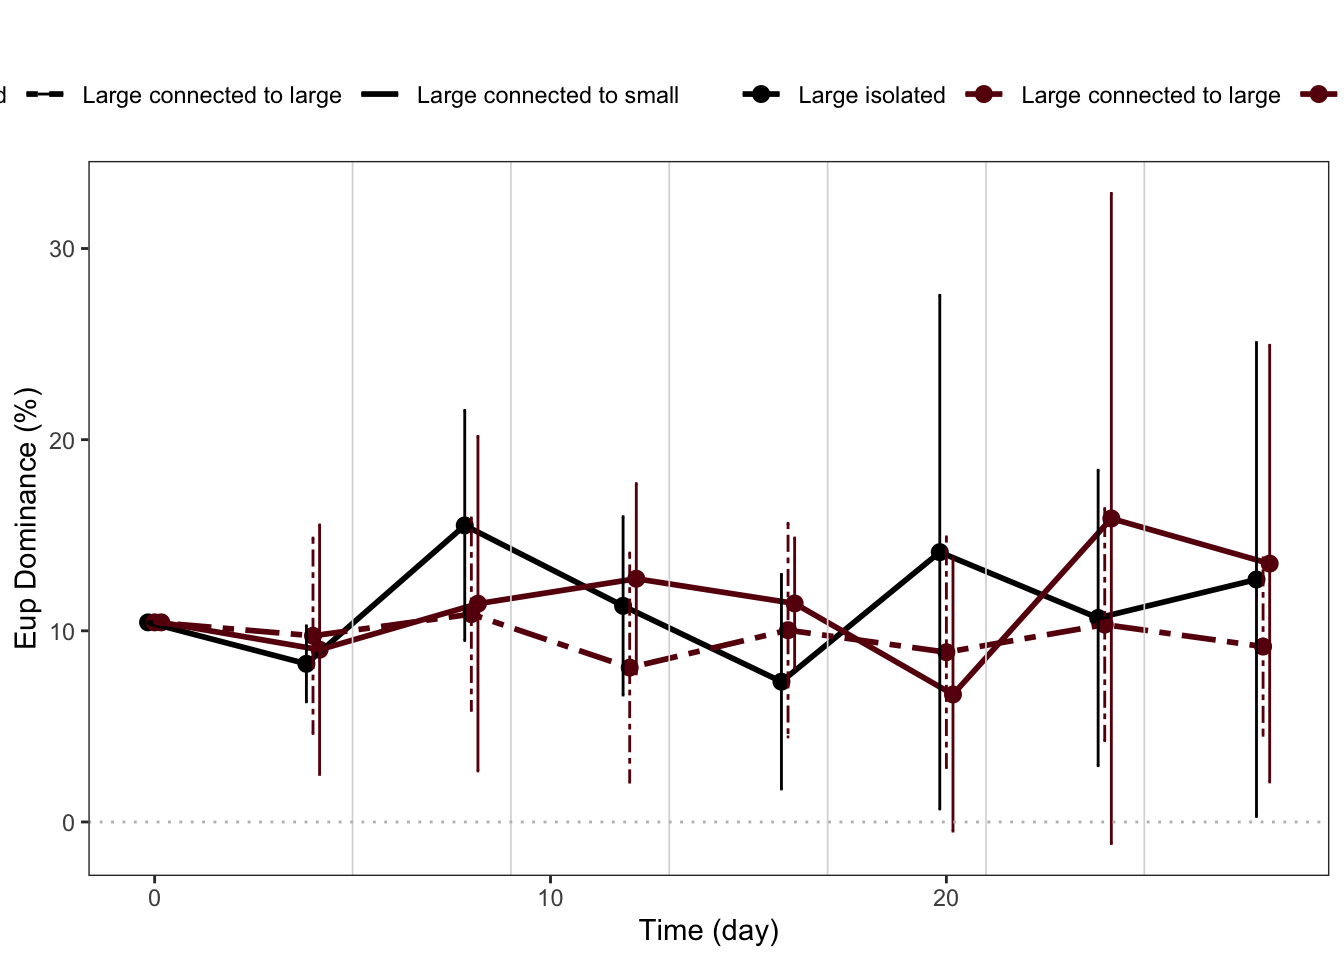 d Large connected to large Large connected to small Large isolated Large connected to large
30
20
10
0
Eup Dominance (%)
0 10 20
Time (day)